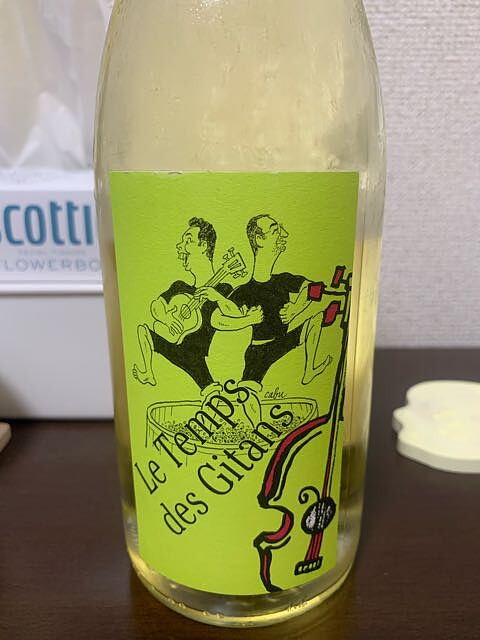 scotti
FLOWERBO
cabu
Le Temps
des Gitans